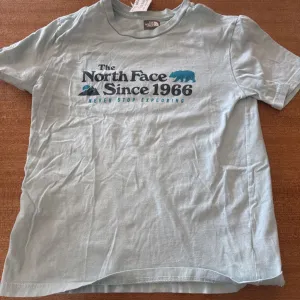 The
North Face
Since 1966
NEVER STOP EXPLORING